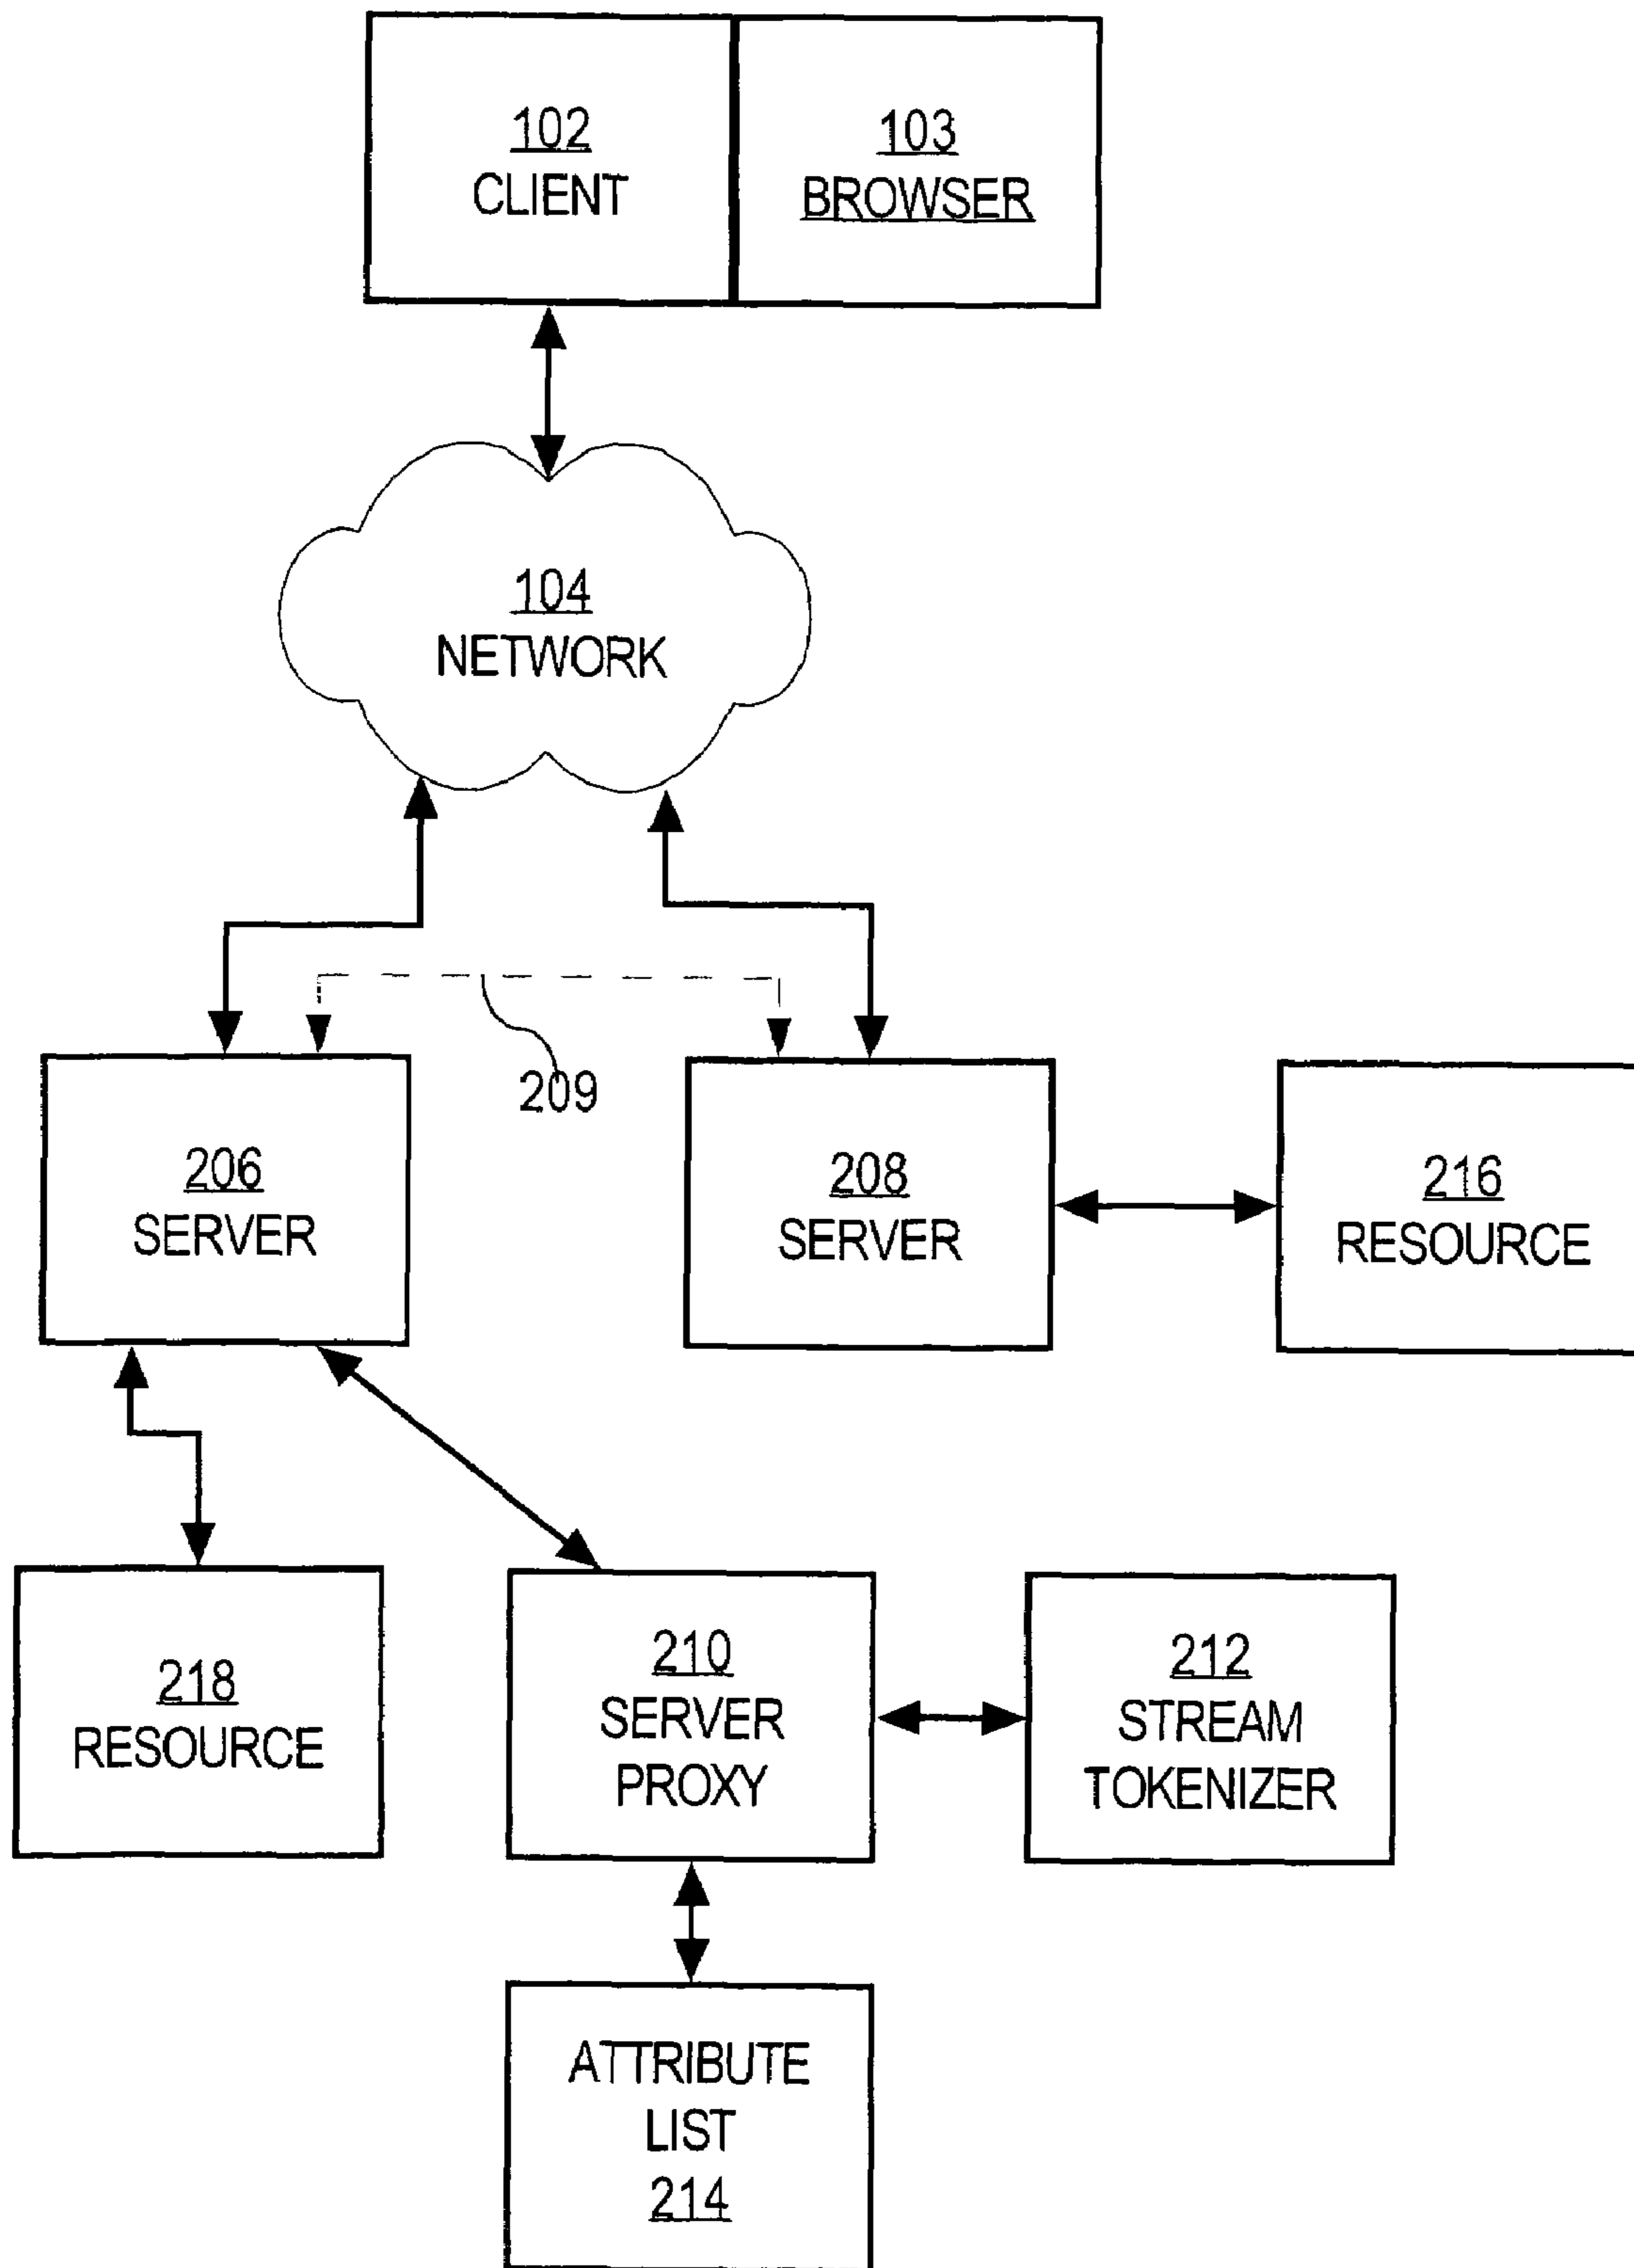 102
CLIENT
103
BROWSER
104
NETWORK
209
206
SERVER
208
SERVER
216
RESOURCE
218
RESOURCE
210
SERVER
PROXY
212
STREAM
TOKENIZER
ATTRIBUTE
LIST
214